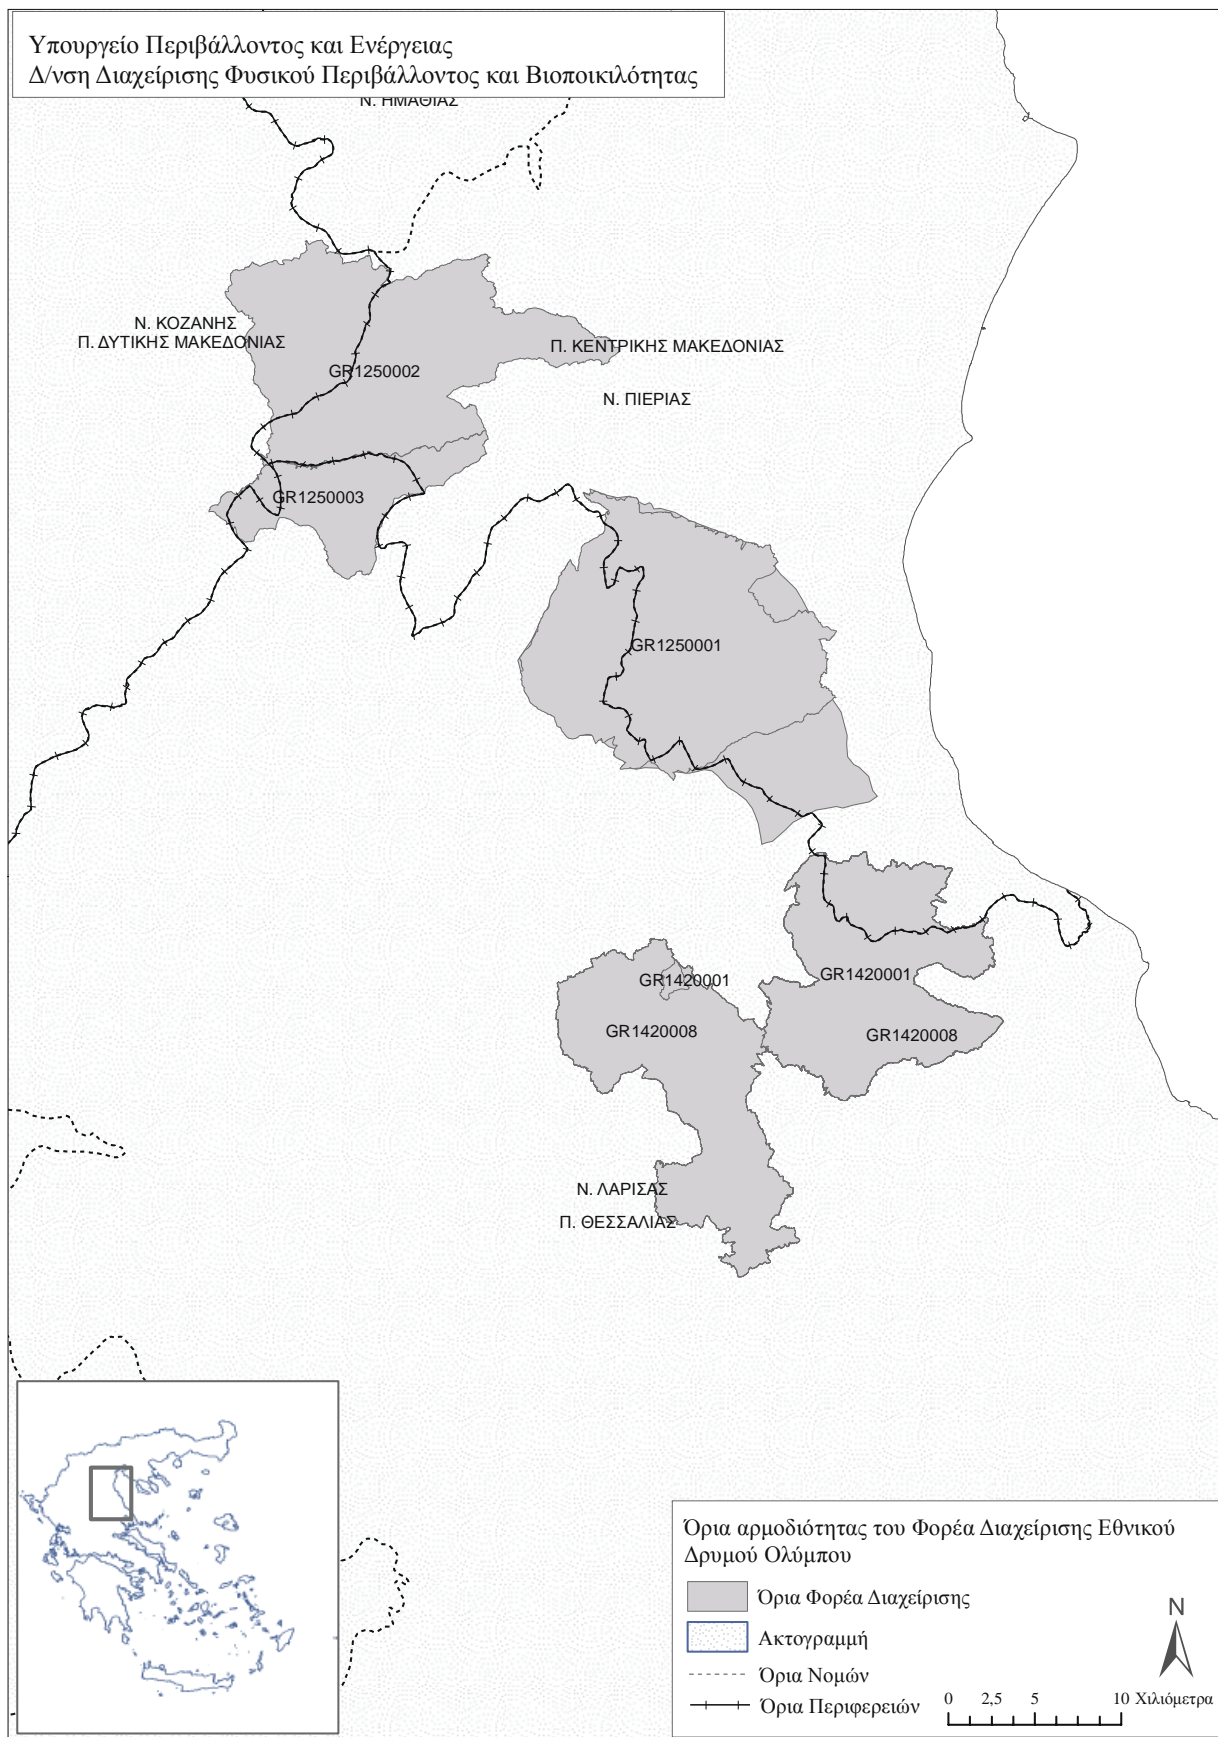 Υπουργείο Περιβάλλοντος και Ενέργειας
Δ/νση Διαχείρισης Φυσικού Περιβάλλοντος και Βιοποικιλότητας
Ν. ΗΜΑΘΙΑΣ
Ν. ΚΟΖΑΝΗΣ
Π. ΔΥΤΙΚΗΣ ΜΑΚΕΔΟΝΙΑΣ
Π. ΚΕΝΤΡΙΚΗΣ ΜΑΚΕΔΟΝΙΑΣ
GR1250002
Ν. ΠΙΕΡΙΑΣ
GR1250003
GR1250001
GR1420001
GR1420001
GR1420008
GR1420008
Ν. ΛΑΡΙΣΑΣ
Π. ΘΕΣΣΑΛΙΑΣ
Όρια αρμοδιότητας του Φορέα Διαχείρισης Εθνικού
Δρυμού Ολύμπου
Όρια Φορέα Διαχείρισης
Ακτογραμμή
Όρια Νομών
Όρια Περιφερειών
N
0 2,5 5 10 Χιλιόμετρα